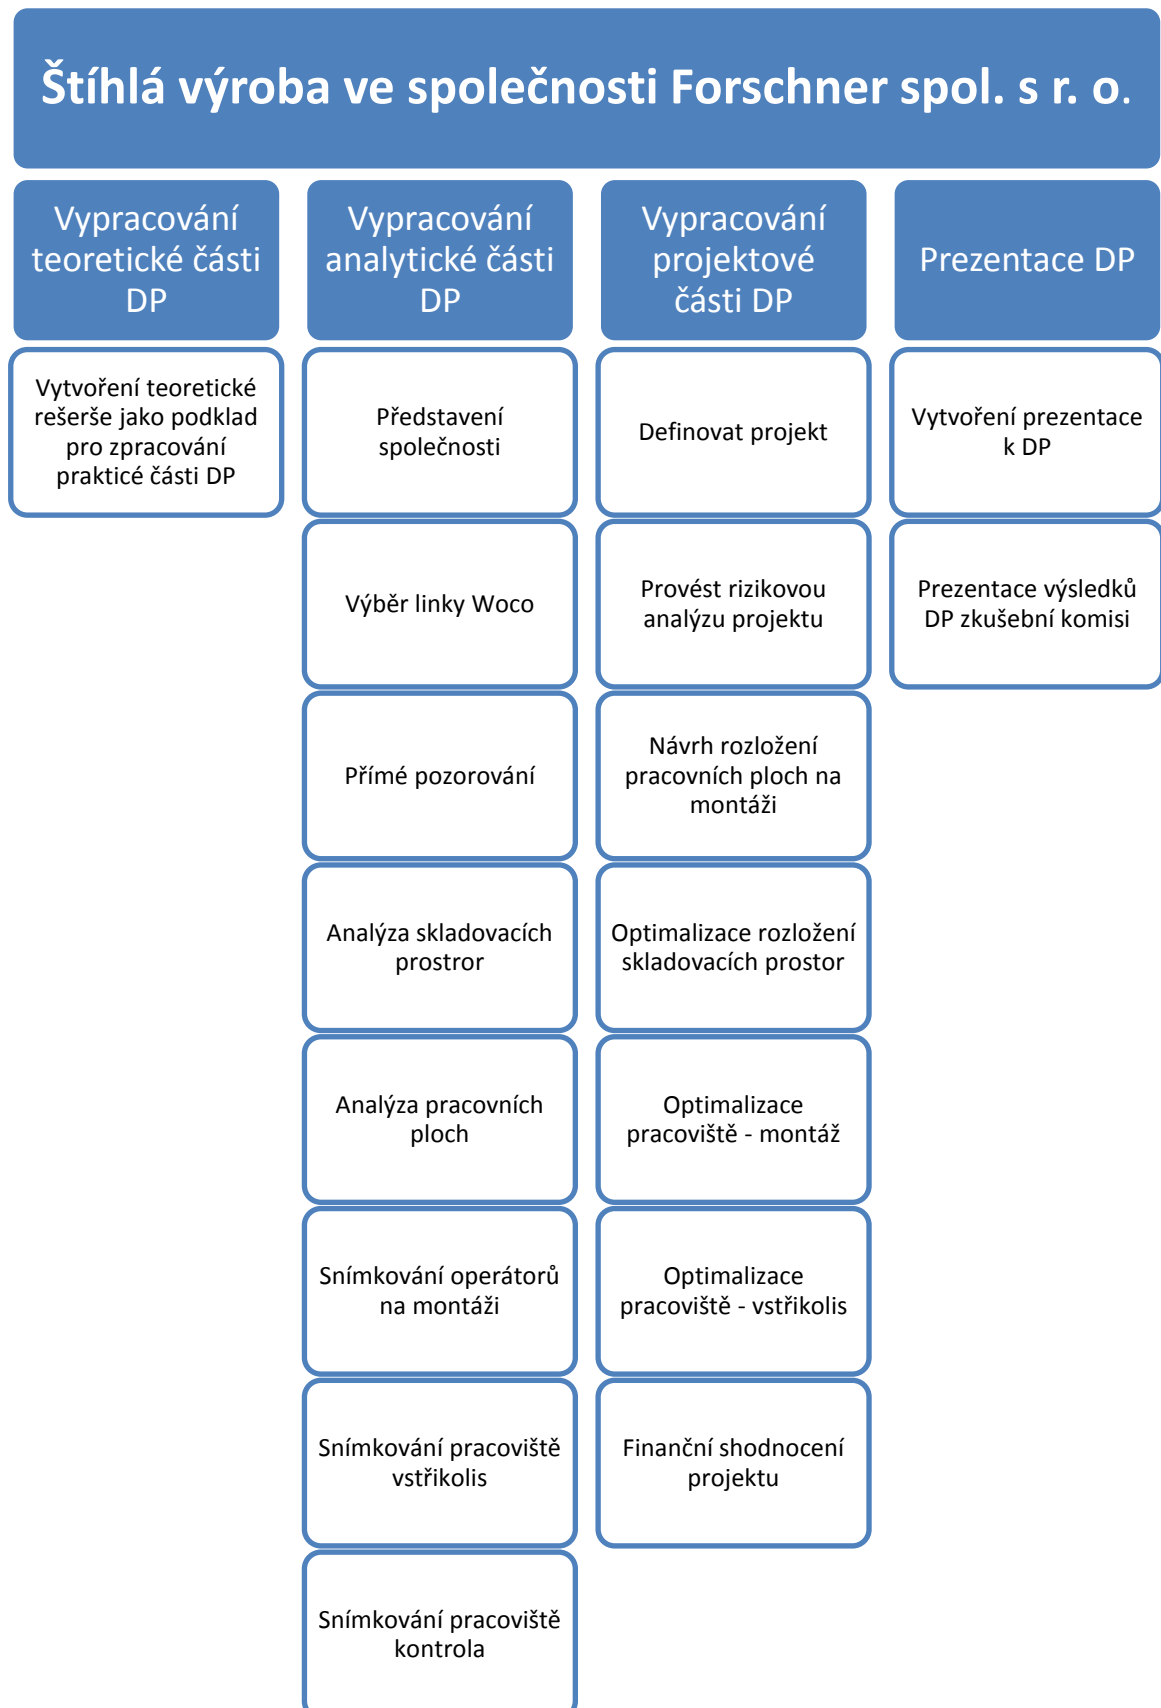 Štíhlá výroba ve společnosti Forschner spol. s r. o.
Vypracování
teoretické části
DP
Vytvoření teoretické
rešerše jako podklad
pro zpracování
prakticé části DP
Vypracování
analytické části
DP
Představení
společnosti
Výběr linky Woco
Přímé pozorování
Analýza skladovacích
prostror
Analýza pracovních
ploch
Snímkování operátorů
na montáži
Snímkování pracoviště
vstřikolis
Snímkování pracoviště
kontrola
Vypracování
projektové
části DP
Definovat projekt
Provést rizikovou
analýzu projektu
Návrh rozložení
pracovních ploch na
montáži
Optimalizace rozložení
skladovacích prostor
Optimalizace
pracoviště - montáž
Optimalizace
pracoviště - vstřikolis
Finanční shodnocení
projektu
Prezentace DP
Vytvoření prezentace
k DP
Prezentace výsledků
DP zkušební komisi